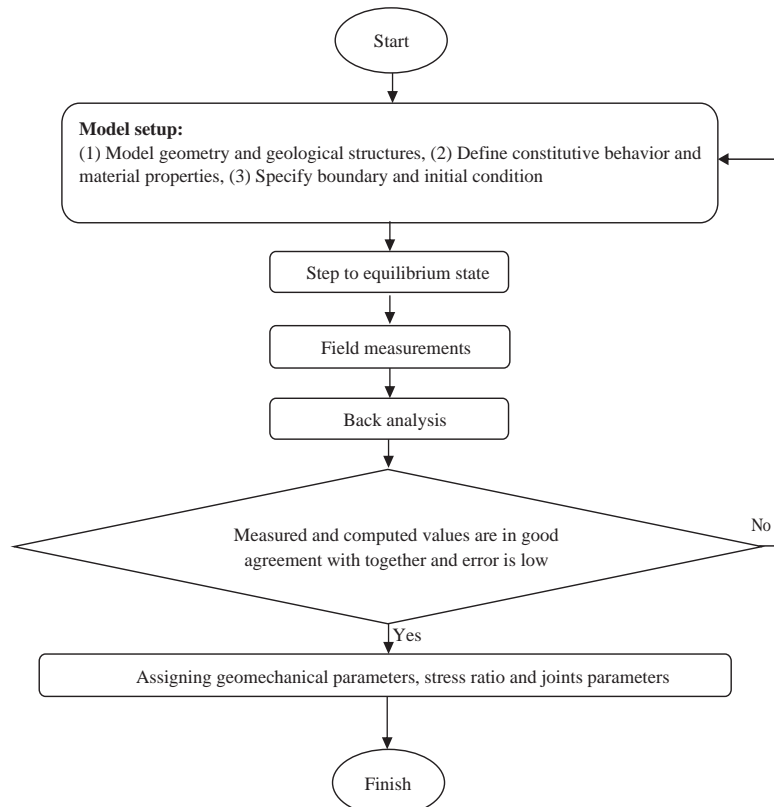 Start
Model setup:
(1) Model geometry and geological structures, (2) Define constitutive behavior and
material properties, (3) Specify boundary and initial condition
Step to equilibrium state
Field measurements
Back analysis
Measured and computed values are in good
agreement with together and error is low
No
Yes
Assigning geomechanical parameters, stress ratio and joints parameters
Finish